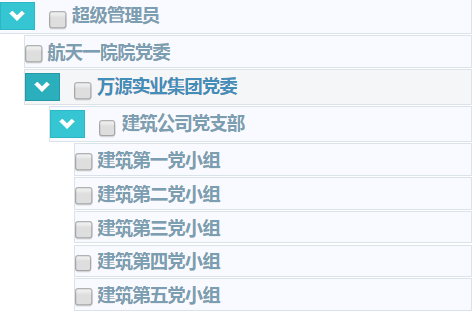 超级管理员
航天一院院党委
万源实业集团党委
建筑公司党支部
建筑第一党小组
建筑第二党小组
建筑第三党小组
建筑第四党小组
建筑第五党小组